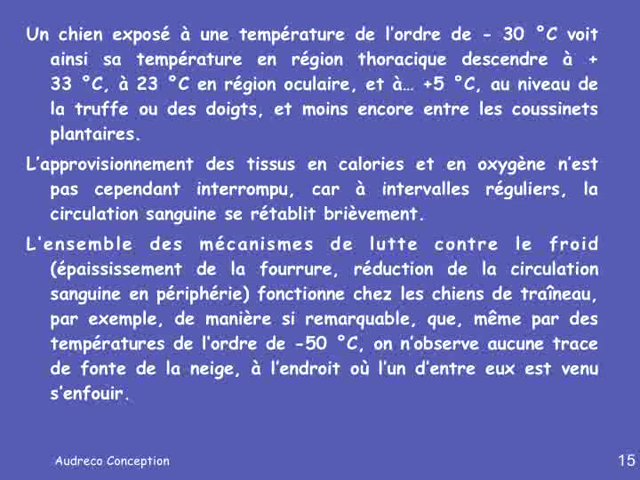 Un chien exposé à une température de l'ordre de - 30 °C voit
ainsi sa température en région thoracique descendre à +
33 °C, à 23 °C en région oculaire, et à… +5 °C, au niveau de
la truffe ou des doigts, et moins encore entre les coussinets
plantaires.
L'approvisionnement des tissus en calories et en oxygène n'est
pas cependant interrompu, car à intervalles réguliers, la
circulation sanguine se rétablit brièvement.
L'ensemble des mécanismes de lutte contre le froid
(épaississement de la fourrure, réduction de la circulation
sanguine en périphérie) fonctionne chez les chiens de traîneau,
par exemple, de manière si remarquable, que, même par des
températures de l'ordre de -50 °C, on n'observe aucune trace
de fonte de la neige, à l'endroit où l'un d'entre eux est venu
s'enfouir.
Audreco Conception
15